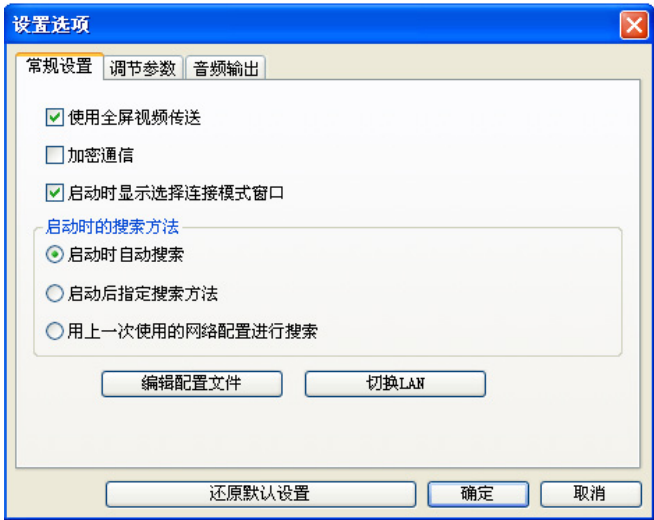 设置选项
常规设置 调节参数 音频输出
使用全屏视频传送
加密通信
启动时显示选择连接模式窗口
启动时的搜索方法
启动时自动搜索
启动后指定搜索方法
用上一次使用的网络配置进行搜索
编辑配置文件 切换LAN
还原默认设置 确定 取消